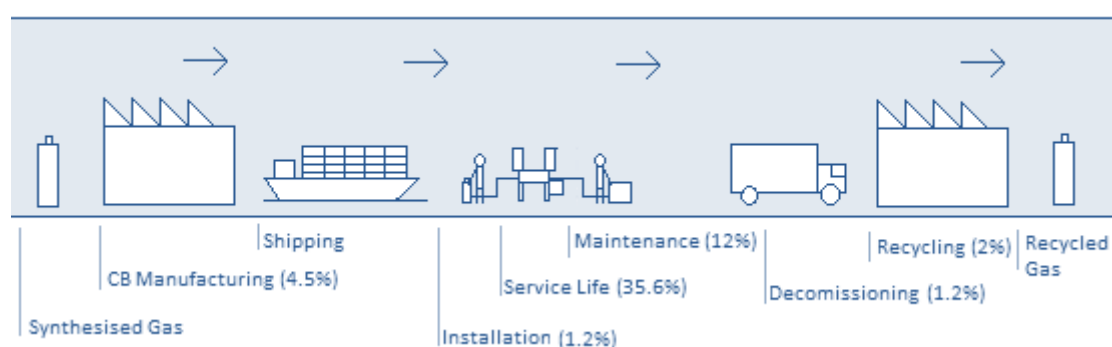 Synthesised Gas
CB Manufacturing (4.5%)
Shipping
Installation (1.2%)
Service Life (35.6%)
Maintenance (12%)
Decomissioning (1.2%)
Recycling (2%)
Recycled
Gas